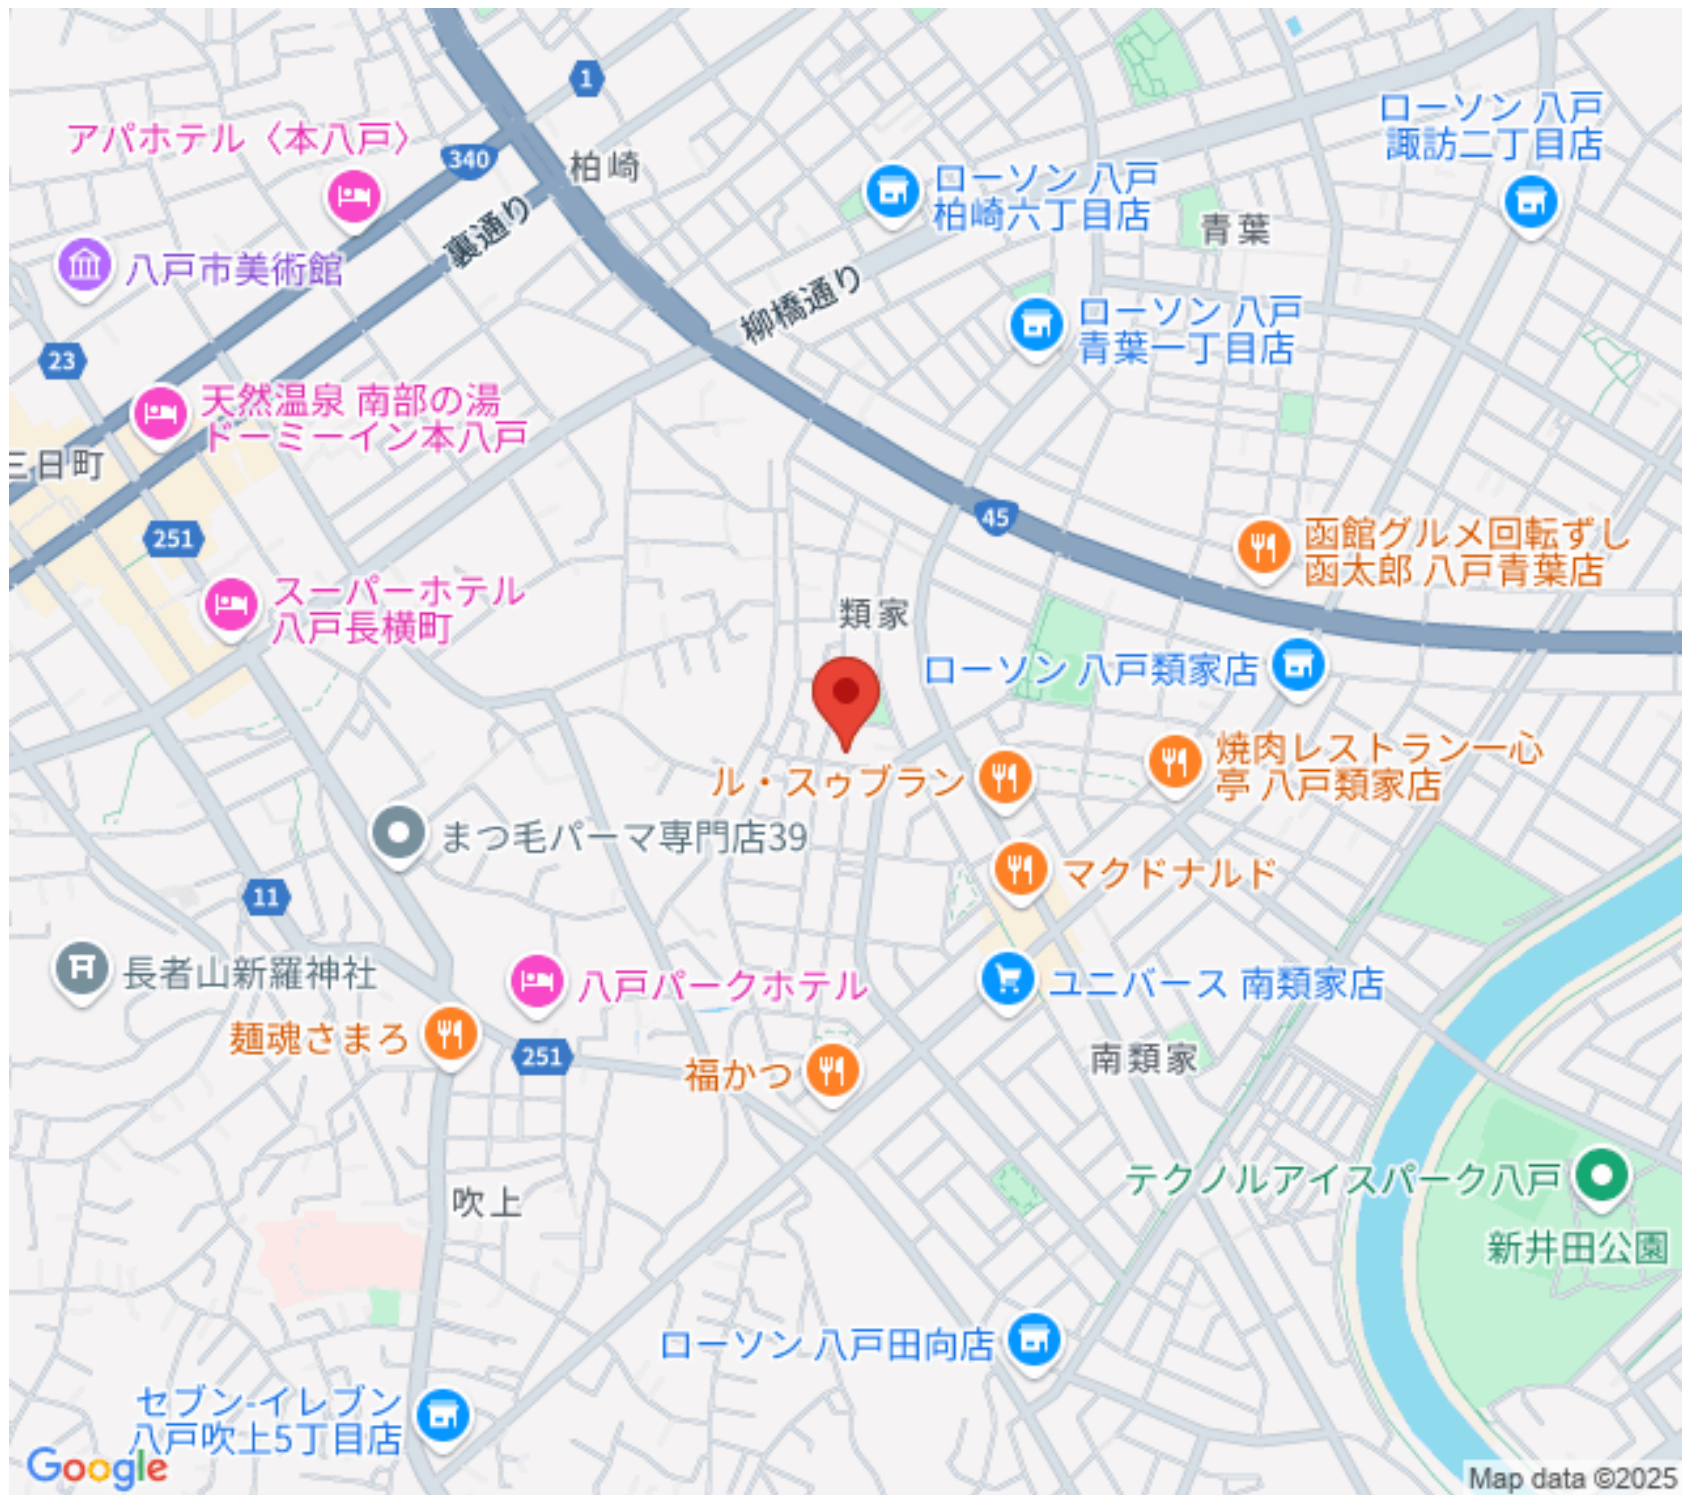 1
ローソン 八戸
諏訪二丁目店
アパホテル〈本八戸〉
340
柏崎
ローソン 八戸
柏崎六丁目店
裏通り
青葉
八戸市美術館
柳橋通り
ローソン 八戸
青葉一丁目店
23
天然温泉 南部の湯
ドーミーイン本八戸
三日町
45
251
函館グルメ回転ずし
函太郎 八戸青葉店
スーパーホテル
八戸長横町
類家
ローソン 八戸類家店
焼肉レストラン一心
亭 八戸類家店
ル・スゥブラン
まつ毛パーマ専門店39
マクドナルド
11
長者山新羅神社
八戸パークホテル
ユニバース 南類家店
麺魂さまろ
251
福かつ
南類家
テクノルアイスパーク八戸
吹上
新井田公園
ローソン 八戸田向店
セブン-イレブン
八戸吹上5丁目店
Google
Map data ©2025